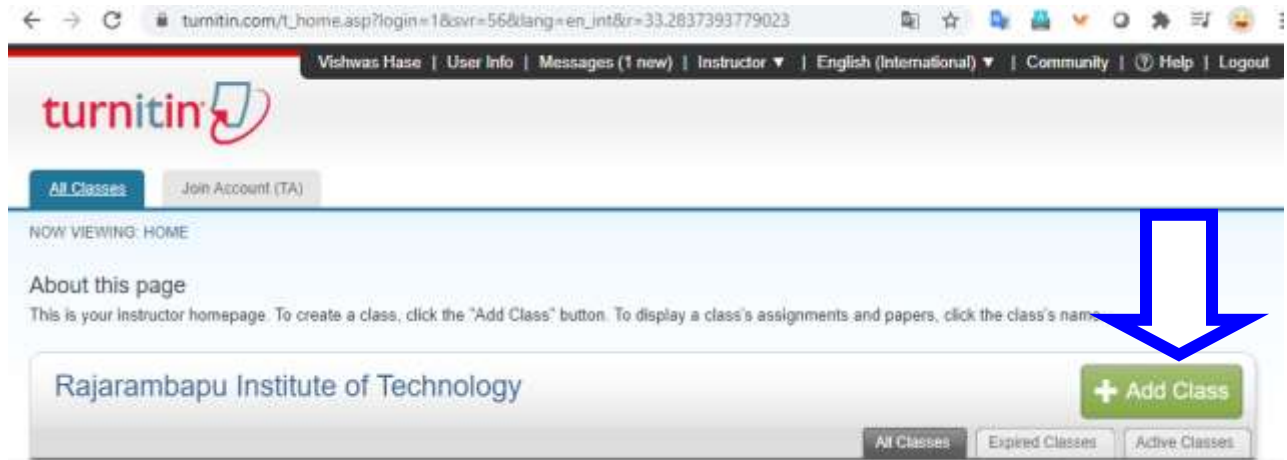 turnitin.com/t_home.asp?login=1&svr=56&lang=en_int&r=33.2837393779023
Vishwas Hase | User Info | Messages (1 new) | Instructor ▼ | English (International) ▼ | Community | ? Help | Logout
turnitin
All Classes Join Account (TA)
NOW VIEWING: HOME
About this page
This is your instructor homepage. To create a class, click the "Add Class" button. To display a class's assignments and papers, click the class's name.
Rajarambapu Institute of Technology
+ Add Class
All Classes Expired Classes Active Classes